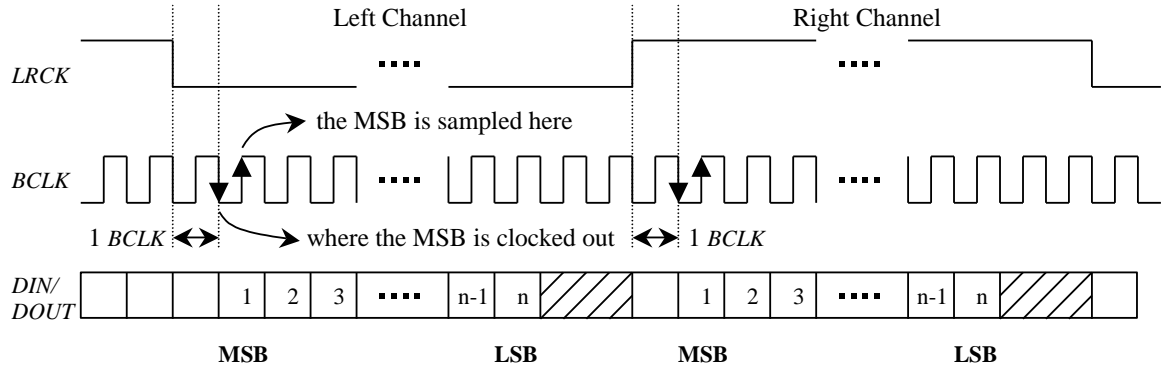 Left Channel Right Channel
LRCK
the MSB is sampled here
BCLK
1 BCLK where the MSB is clocked out 1 BCLK
DIN/
DOUT
1 2 3 n-1 n 1 2 3 n-1 n
MSB LSB MSB LSB